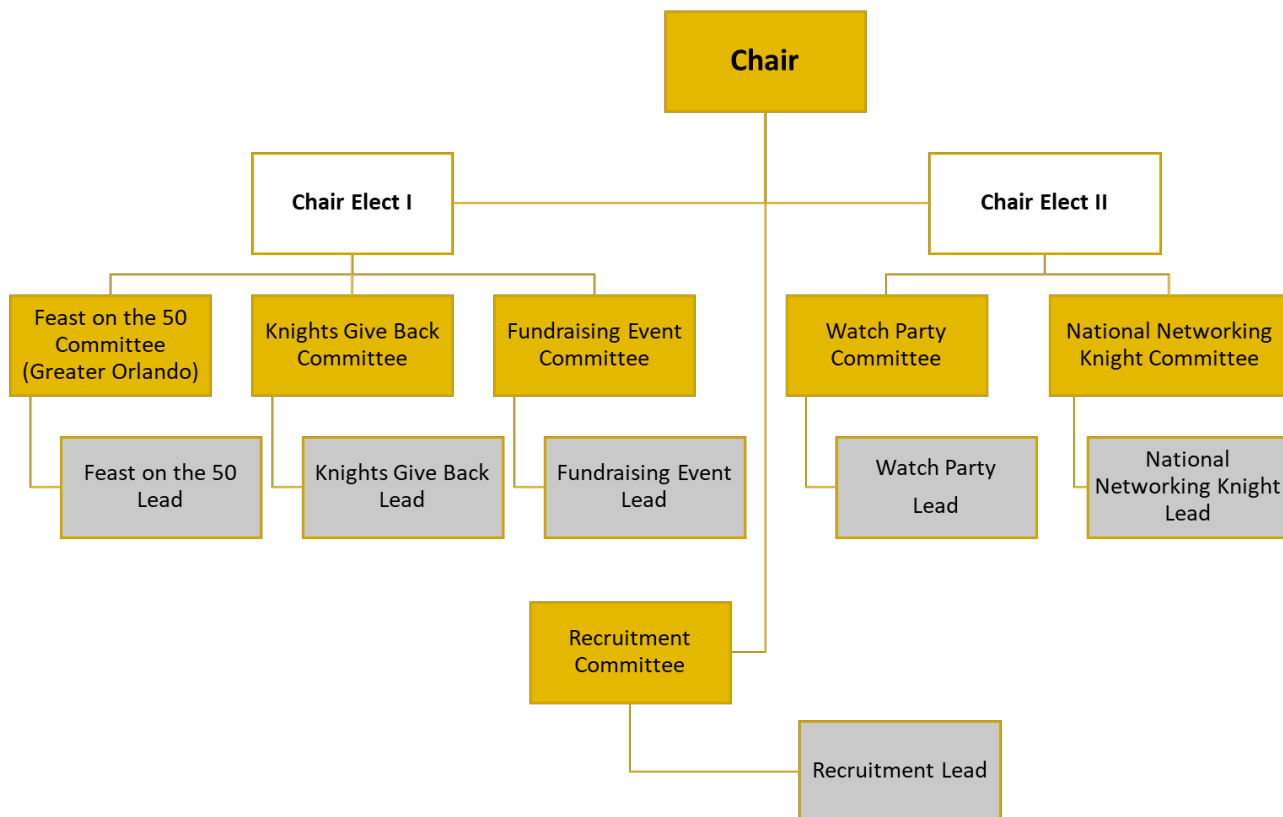 Chair
Chair Elect I
Chair Elect II
Feast on the 50
Committee
(Greater Orlando)
Knights Give Back
Committee
Fundraising Event
Committee
Watch Party
Committee
National Networking
Knight Committee
Feast on the 50
Lead
Knights Give Back
Lead
Fundraising Event
Lead
Watch Party
Lead
National
Networking Knight
Lead
Recruitment
Committee
Recruitment Lead